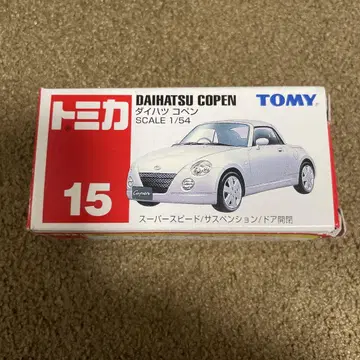 トミカ
15
DAIHATSU COPEN
ダイハツ コペン
SCALE 1/54
TOMY
Copen
スーパースピード/サスペンション/ドア開閉